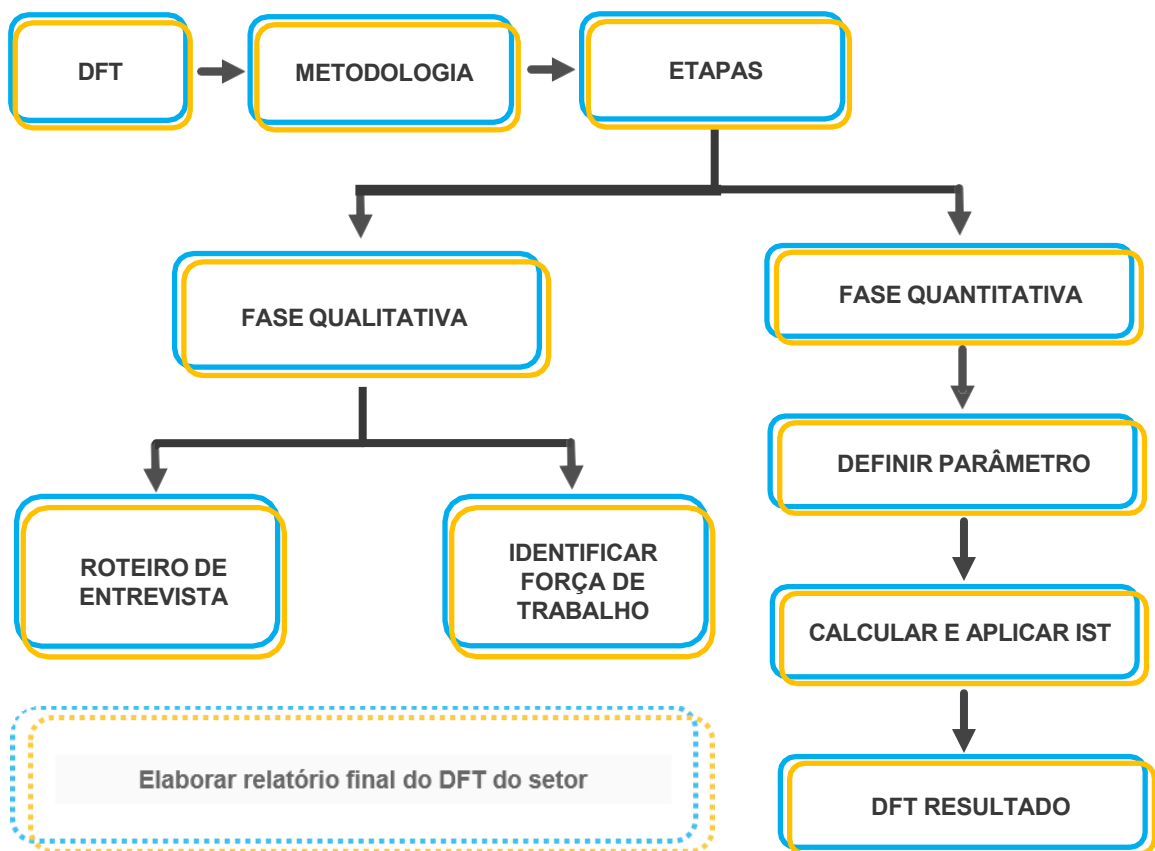 DFT
METODOLOGIA
ETAPAS
FASE QUALITATIVA
FASE QUANTITATIVA
DEFINIR PARÂMETRO
ROTEIRO DE
ENTREVISTA
IDENTIFICAR
FORÇA DE
TRABALHO
CALCULAR E APLICAR IST
Elaborar relatório final do DFT do setor
DFT RESULTADO